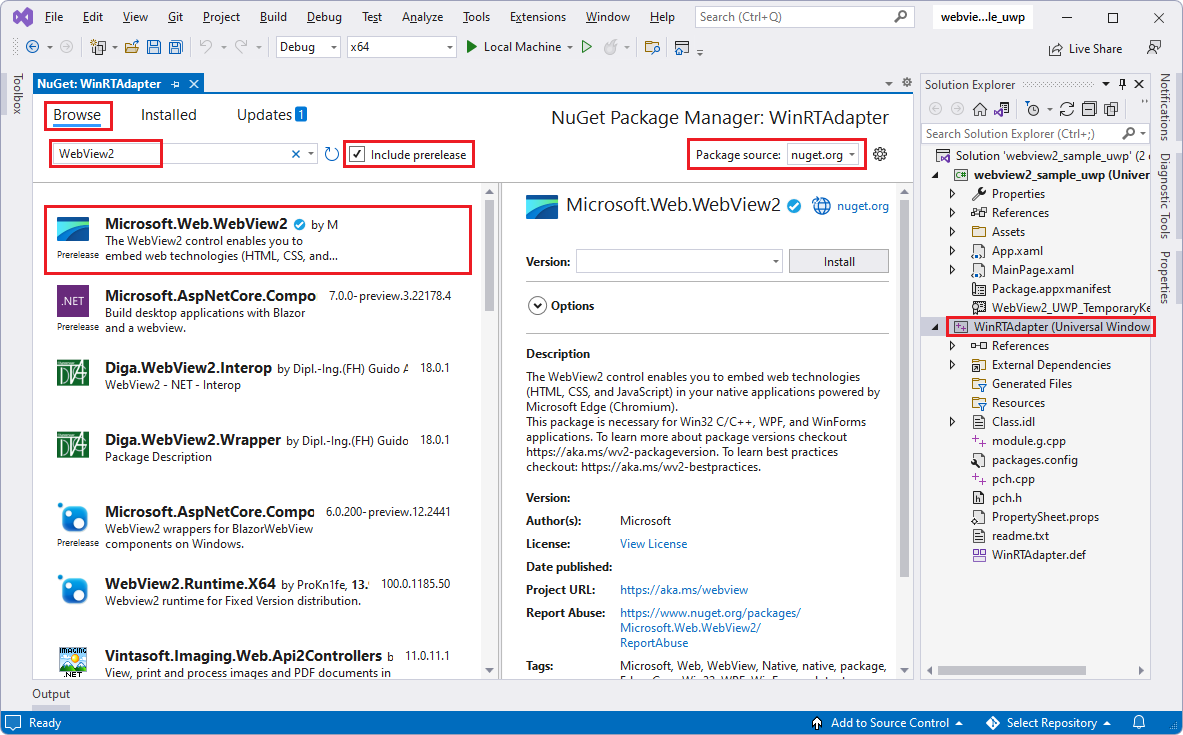 File Edit View Git Project Build Debug Test Analyze Tools Extensions Window Help Search (Ctrl+Q) webvie...le_uwp
Debug x64 Local Machine Live Share
Toolbox
NuGet: WinRTAdapter
Browse Installed Updates 1
NuGet Package Manager: WinRTAdapter
WebView2 Include prerelease Package source: nuget.org
Microsoft.Web.WebView2 by M
The WebView2 control enables you to
embed web technologies (HTML, CSS, and...
Prerelease
.NET
Microsoft.AspNetCore.Compo 7.0.0-preview.3.22178.4
Build desktop applications with Blazor
and a webview.
Prerelease
Diga.WebView2.Interop by Dipl.-Ing.(FH) Guido A 18.0.1
WebView2 - NET - Interop
Diga.WebView2.Wrapper by Dipl.-Ing.(FH) Guido 18.0.1
Package Description
Microsoft.AspNetCore.Compo 6.0.200-preview.12.2441
WebView2 wrappers for BlazorWebView
components on Windows.
Prerelease
WebView2.Runtime.X64 by ProKn1fe, 13. 100.0.1185.50
Webview2 runtime for Fixed Version distribution.
IMAGING
.NET
Vintasoft.Imaging.Web.Api2Controllers b 11.0.11.1
View, print and process images and PDF documents in
Microsoft.Web.WebView2 nuget.org
Version: Install
Options
Description
The WebView2 control enables you to embed web technologies
(HTML, CSS, and JavaScript) in your native applications powered by
Microsoft Edge (Chromium).
This package is necessary for Win32 C/C++, WPF, and WinForms
applications. To learn more about package versions checkout
https://aka.ms/wv2-packageversion. To learn best practices
checkout: https://aka.ms/wv2-bestpractices.
Version:
Author(s): Microsoft
License: View License
Date published:
Project URL: https://aka.ms/webview
Report Abuse: https://www.nuget.org/packages/
Microsoft.Web.WebView2/
ReportAbuse
Tags: Microsoft, Web, WebView, Native, native, package,
Solution Explorer
Search Solution Explorer (Ctrl+;)
Solution 'webview2_sample_uwp' (2 
webview2_sample_uwp (Univer
Properties
References
Assets
App.xaml
MainPage.xaml
Package.appxmanifest
WebView2_UWP_TemporaryKe
WinRTAdapter (Universal Window
References
External Dependencies
Generated Files
Resources
Class.idl
module.g.cpp
packages.config
pch.cpp
pch.h
PropertySheet.props
readme.txt
WinRTAdapter.def
Notifications
Diagnostic Tools
Properties
Output
Ready Add to Source Control Select Repository